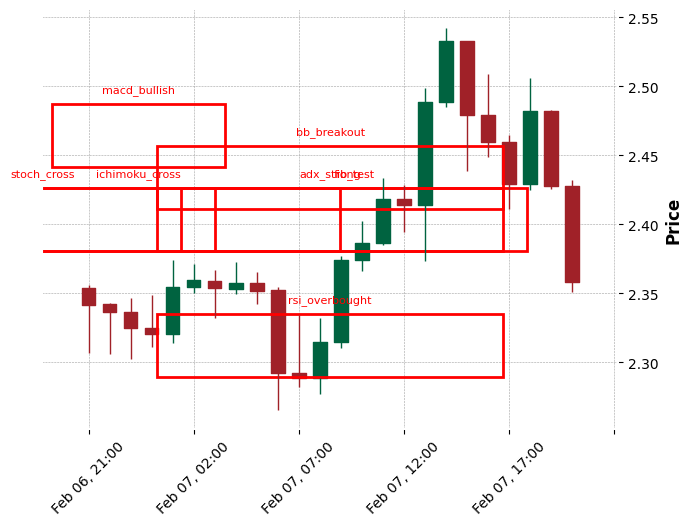 2.55
macd_bullish
2.50
bb_breakout
2.45
stoch_cross
ichimoku_cross
adx_strong
fib_test
2.40
Price
2.35
rsi_overbought
2.30
Feb 06, 21:00
Feb 07, 02:00
Feb 07, 07:00
Feb 07, 12:00
Feb 07, 17:00